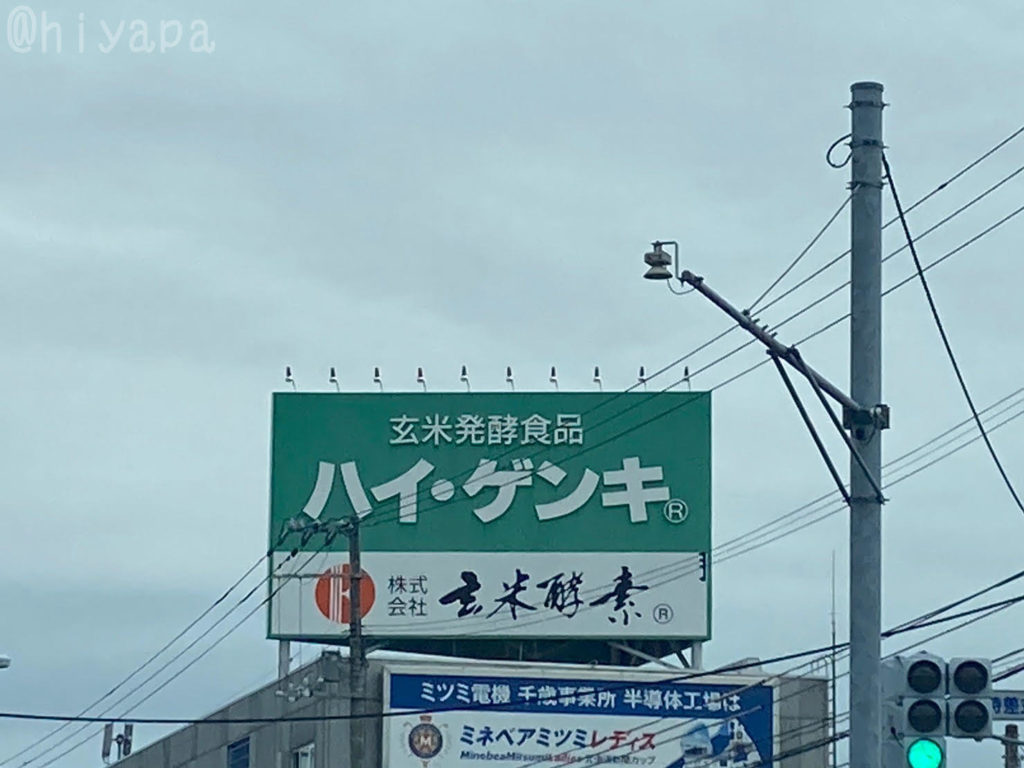 @hiyapa
玄米発酵食品
ハイ・ゲンキ®
株式会社 玄米酵素®
ミツミ電機 千歳事業所 半導体工場は
ミネベアミツミレディス
MinebeaMitsumi Ladies